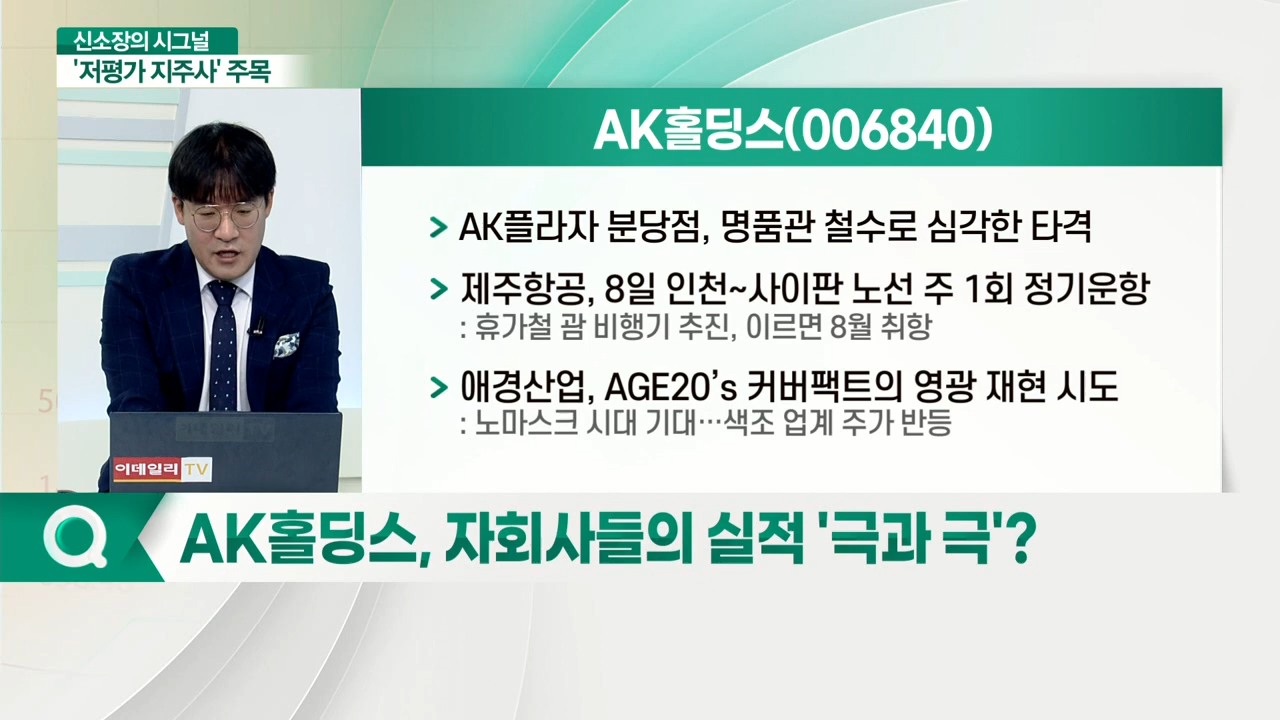 신소장의 시그널
'저평가 지주사' 주목
AK홀딩스(006840)
> AK플라자 분당점, 명품관 철수로 심각한 타격
> 제주항공, 8일 인천~사이판 노선 주 1회 정기운항
: 휴가철 괌 비행기 추진, 이르면 8월 취항
> 애경산업, AGE20’s 커버팩트의 영광 재현 시도
: 노마스크 시대 기대…색조 업계 주가 반등
이데일리TV
AK홀딩스, 자회사들의 실적 '극과 극'?